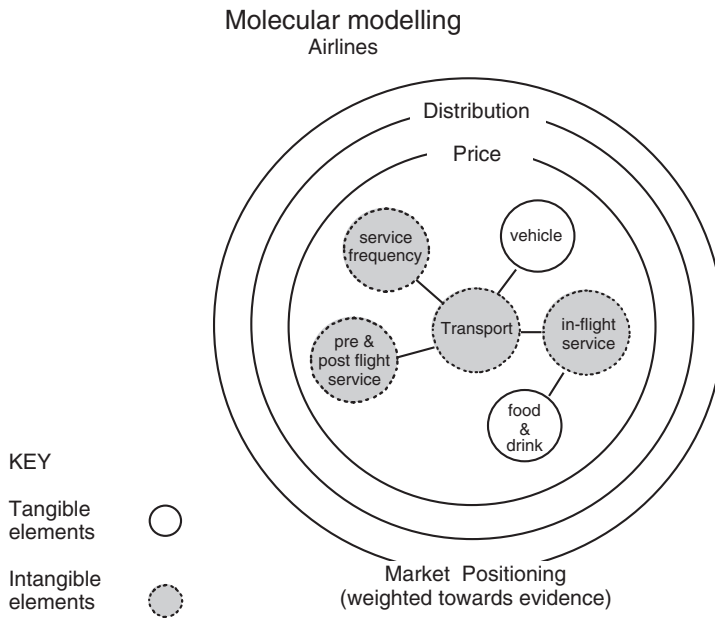 Molecular modelling
Airlines
Distribution
Price
service
frequency
vehicle
Transport
in-flight
service
pre &
post flight
service
food
&
drink
KEY
Tangible
elements
Intangible
elements
Market Positioning
(weighted towards evidence)